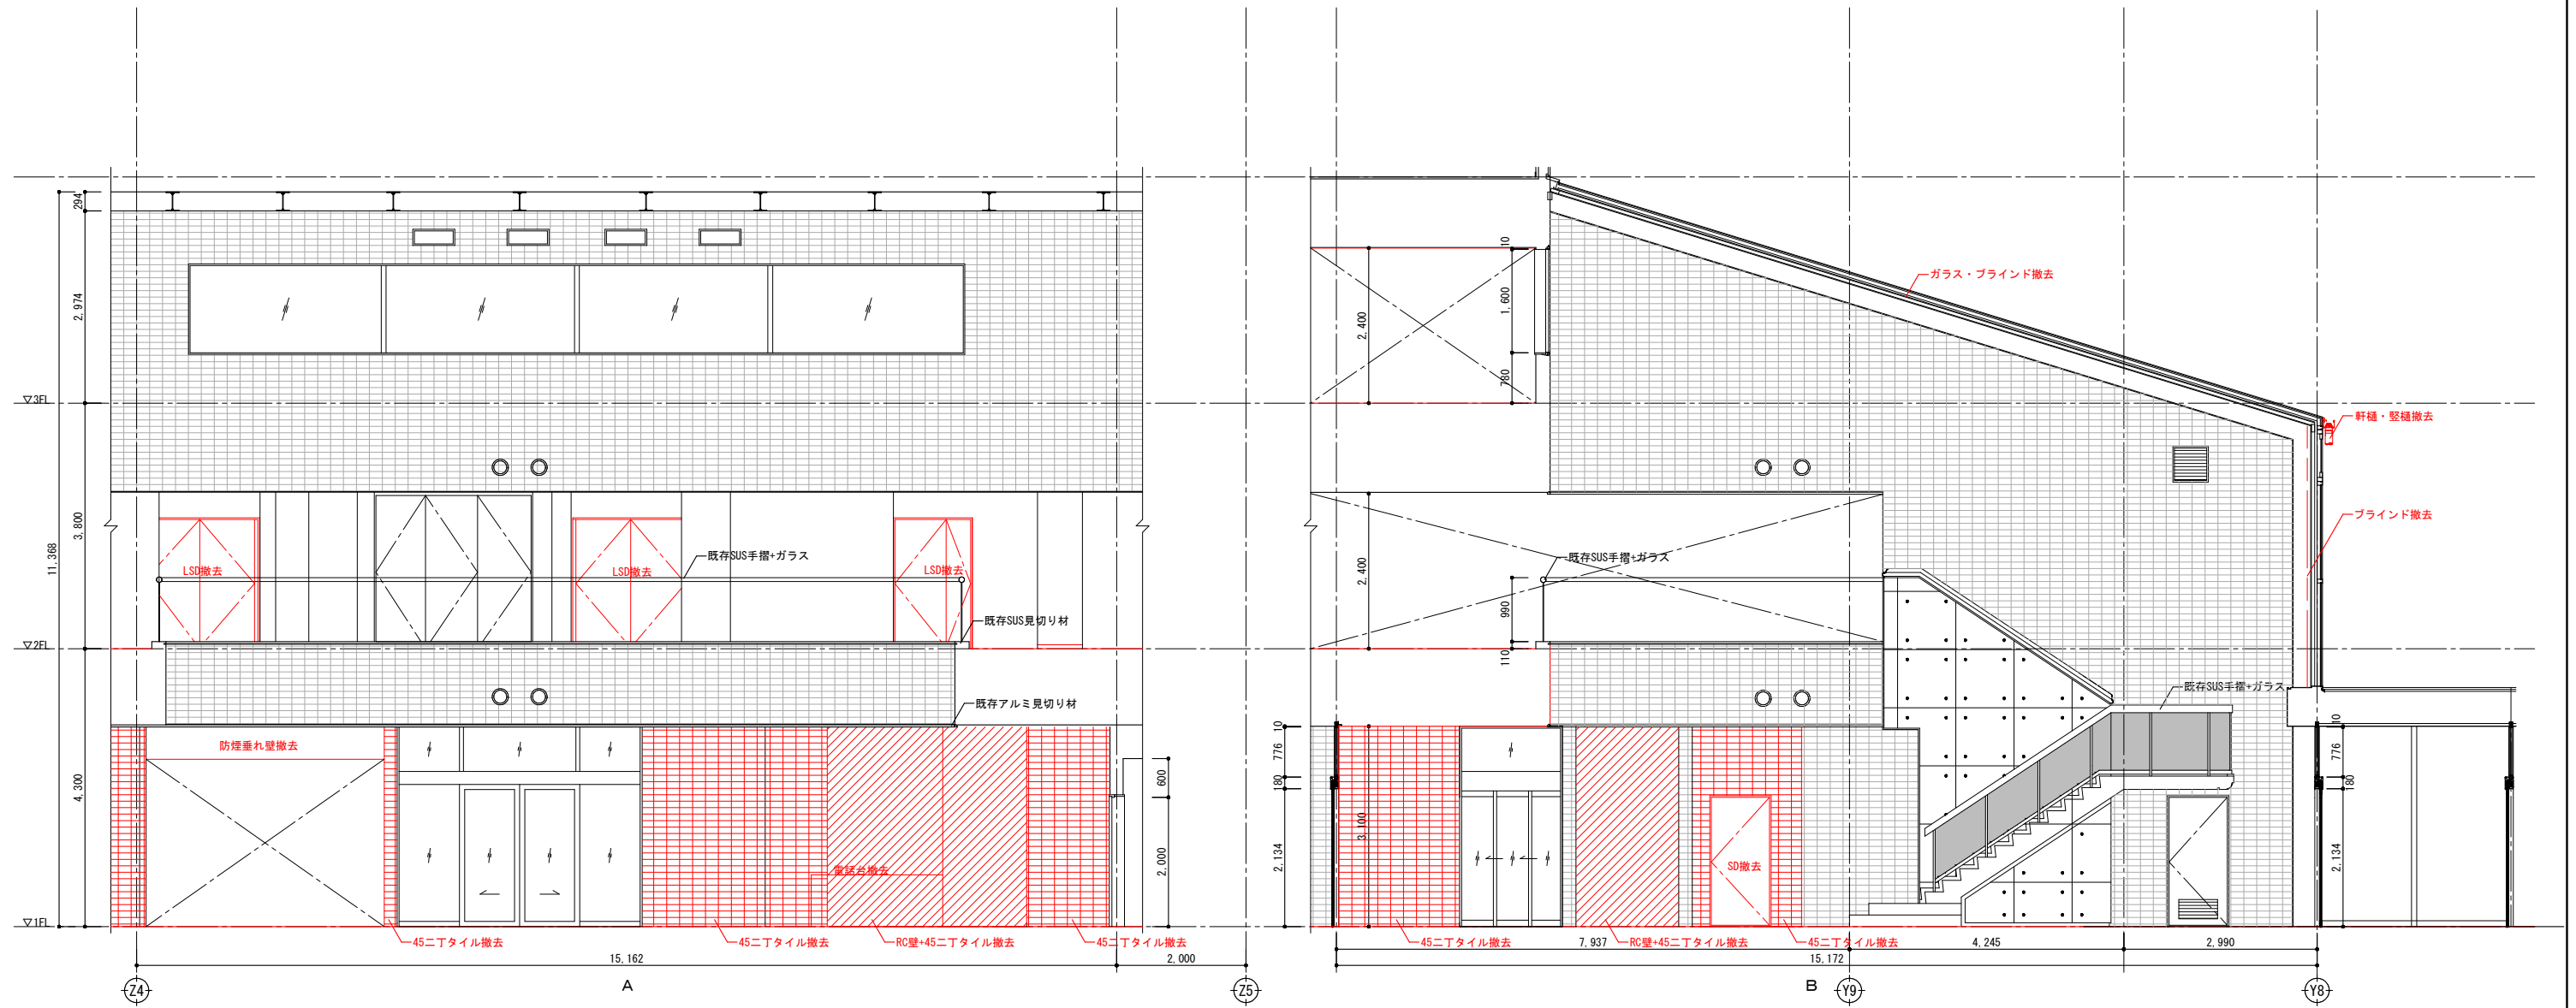 294
2,974
11,368
▽3FL
3,800
▽2FL
4,300
▽1FL
LSD撤去
LSD撤去
LSD撤去
既存SUS手摺+ガラス
既存SUS見切り材
既存アルミ見切り材
防煙垂れ壁撤去
電話台撤去
600
2,000
45二丁タイル撤去
45二丁タイル撤去
RC壁+45二丁タイル撤去
45二丁タイル撤去
15,162
2,000
Z4
A
Z5
10
1,600
2,400
780
ガラス・ブラインド撤去
軒樋・竪樋撤去
ブラインド撤去
既存SUS手摺+ガラス
2,400
990
110
既存SUS手摺+ガラス
10
776
180
3,100
2,134
SD撤去
10
776
180
2,134
45二丁タイル撤去
7,937
RC壁+45二丁タイル撤去
45二丁タイル撤去
4,245
2,990
15,172
B
Y9
Y8